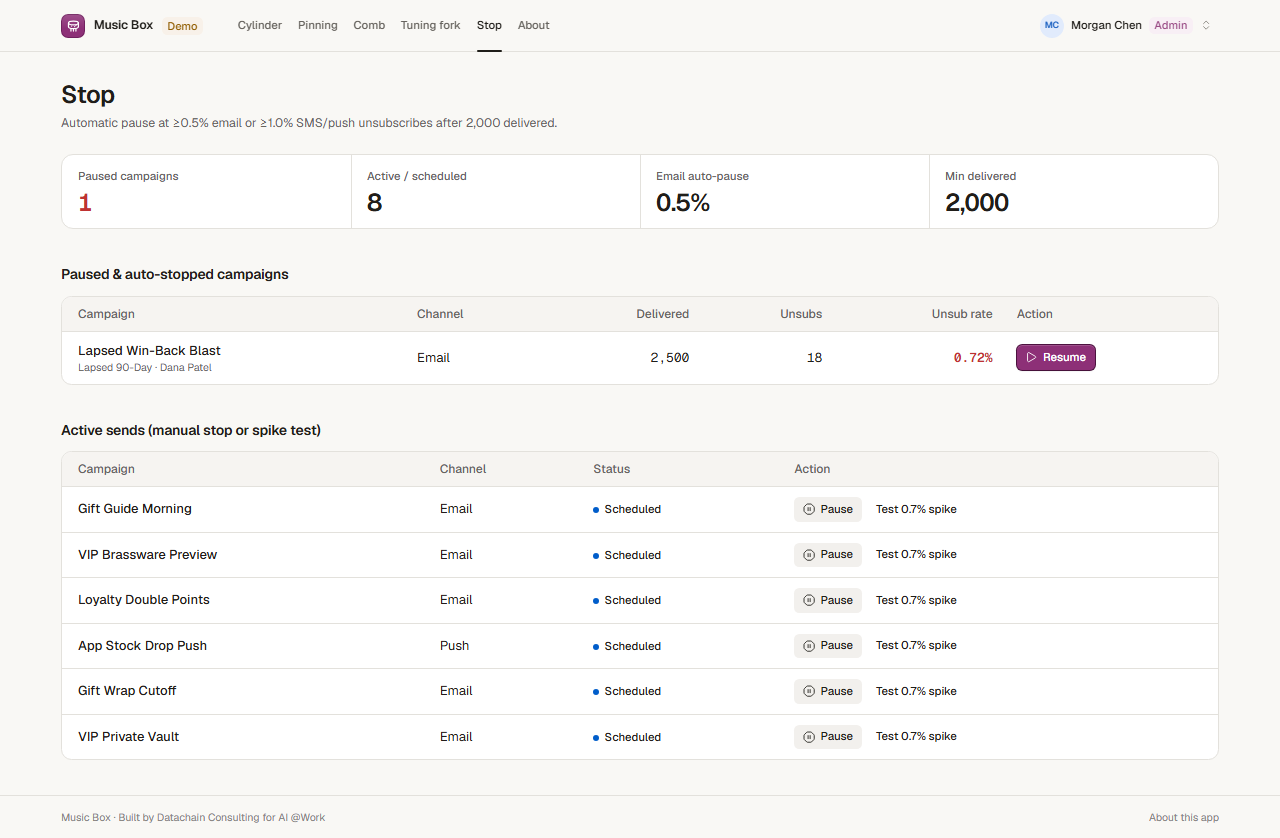 Music Box Demo Cylinder Pinning Comb Tuning fork Stop About MC Morgan Chen Admin
Stop
Automatic pause at ≥0.5% email or ≥1.0% SMS/push unsubscribes after 2,000 delivered.
Paused campaigns Active / scheduled Email auto-pause Min delivered
1 8 0.5% 2,000
Paused & auto-stopped campaigns
Campaign Channel Delivered Unsubs Unsub rate Action
Lapsed Win-Back Blast Email 2,500 18 0.72% Resume
Lapsed 90-Day · Dana Patel
Active sends (manual stop or spike test)
Campaign Channel Status Action
Gift Guide Morning Email Scheduled Pause Test 0.7% spike
VIP Brassware Preview Email Scheduled Pause Test 0.7% spike
Loyalty Double Points Email Scheduled Pause Test 0.7% spike
App Stock Drop Push Push Scheduled Pause Test 0.7% spike
Gift Wrap Cutoff Email Scheduled Pause Test 0.7% spike
VIP Private Vault Email Scheduled Pause Test 0.7% spike
Music Box · Built by Datachain Consulting for AI @Work About this app